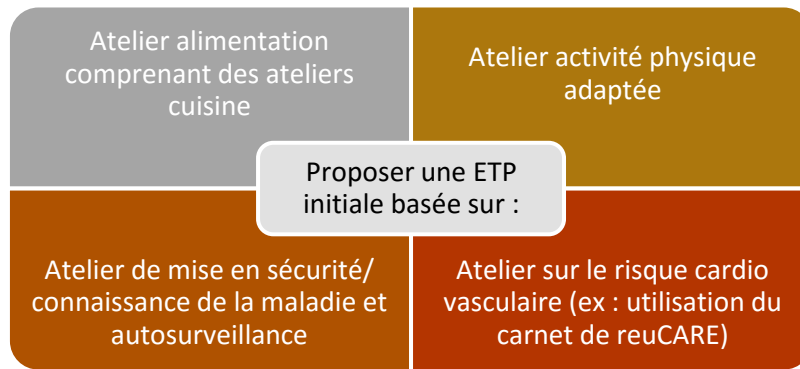 Atelier alimentation
comprenant des ateliers
cuisine
Atelier activité physique
adaptée
Proposer une ETP
initiale basée sur :
Atelier de mise en sécurité/
connaissance de la maladie et
autosurveillance
Atelier sur le risque cardio
vasculaire (ex : utilisation du
carnet de reuCARE)